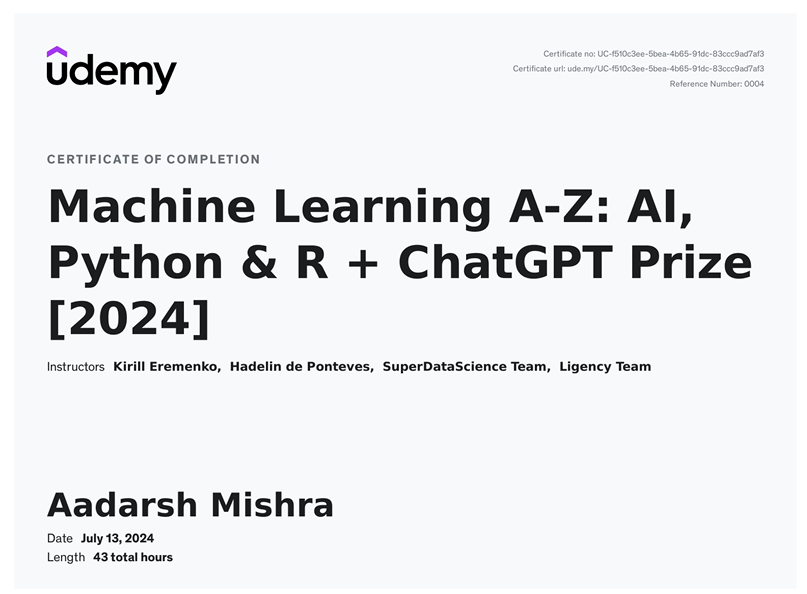 udemy
Certificate no: UC-f510c3ee-5bea-4b65-91dc-83ccc9ad7af3
Certificate url: ude.my/UC-f510c3ee-5bea-4b65-91dc-83ccc9ad7af3
Reference Number: 0004
CERTIFICATE OF COMPLETION
Machine Learning A-Z: AI,
Python & R + ChatGPT Prize
[2024]
Instructors Kirill Eremenko, Hadelin de Ponteves, SuperDataScience Team, Ligency Team
Aadarsh Mishra
Date July 13, 2024
Length 43 total hours